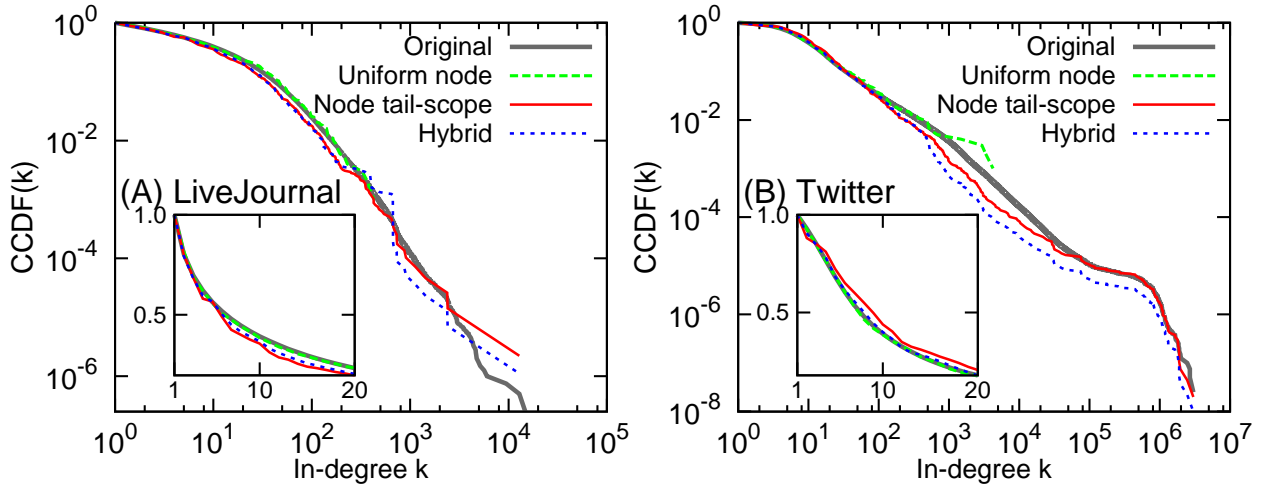 10^0
10^-2
10^-4
10^-6
CCDF(k)
Original
Uniform node
Node tail-scope
Hybrid
(A) LiveJournal
1.0
0.5
1 10 20
10^0 10^1 10^2 10^3 10^4 10^5
In-degree k
10^0
10^-2
10^-4
10^-6
10^-8
CCDF(k)
Original
Uniform node
Node tail-scope
Hybrid
(B) Twitter
1.0
0.5
1 10 20
10^0 10^1 10^2 10^3 10^4 10^5 10^6 10^7
In-degree k